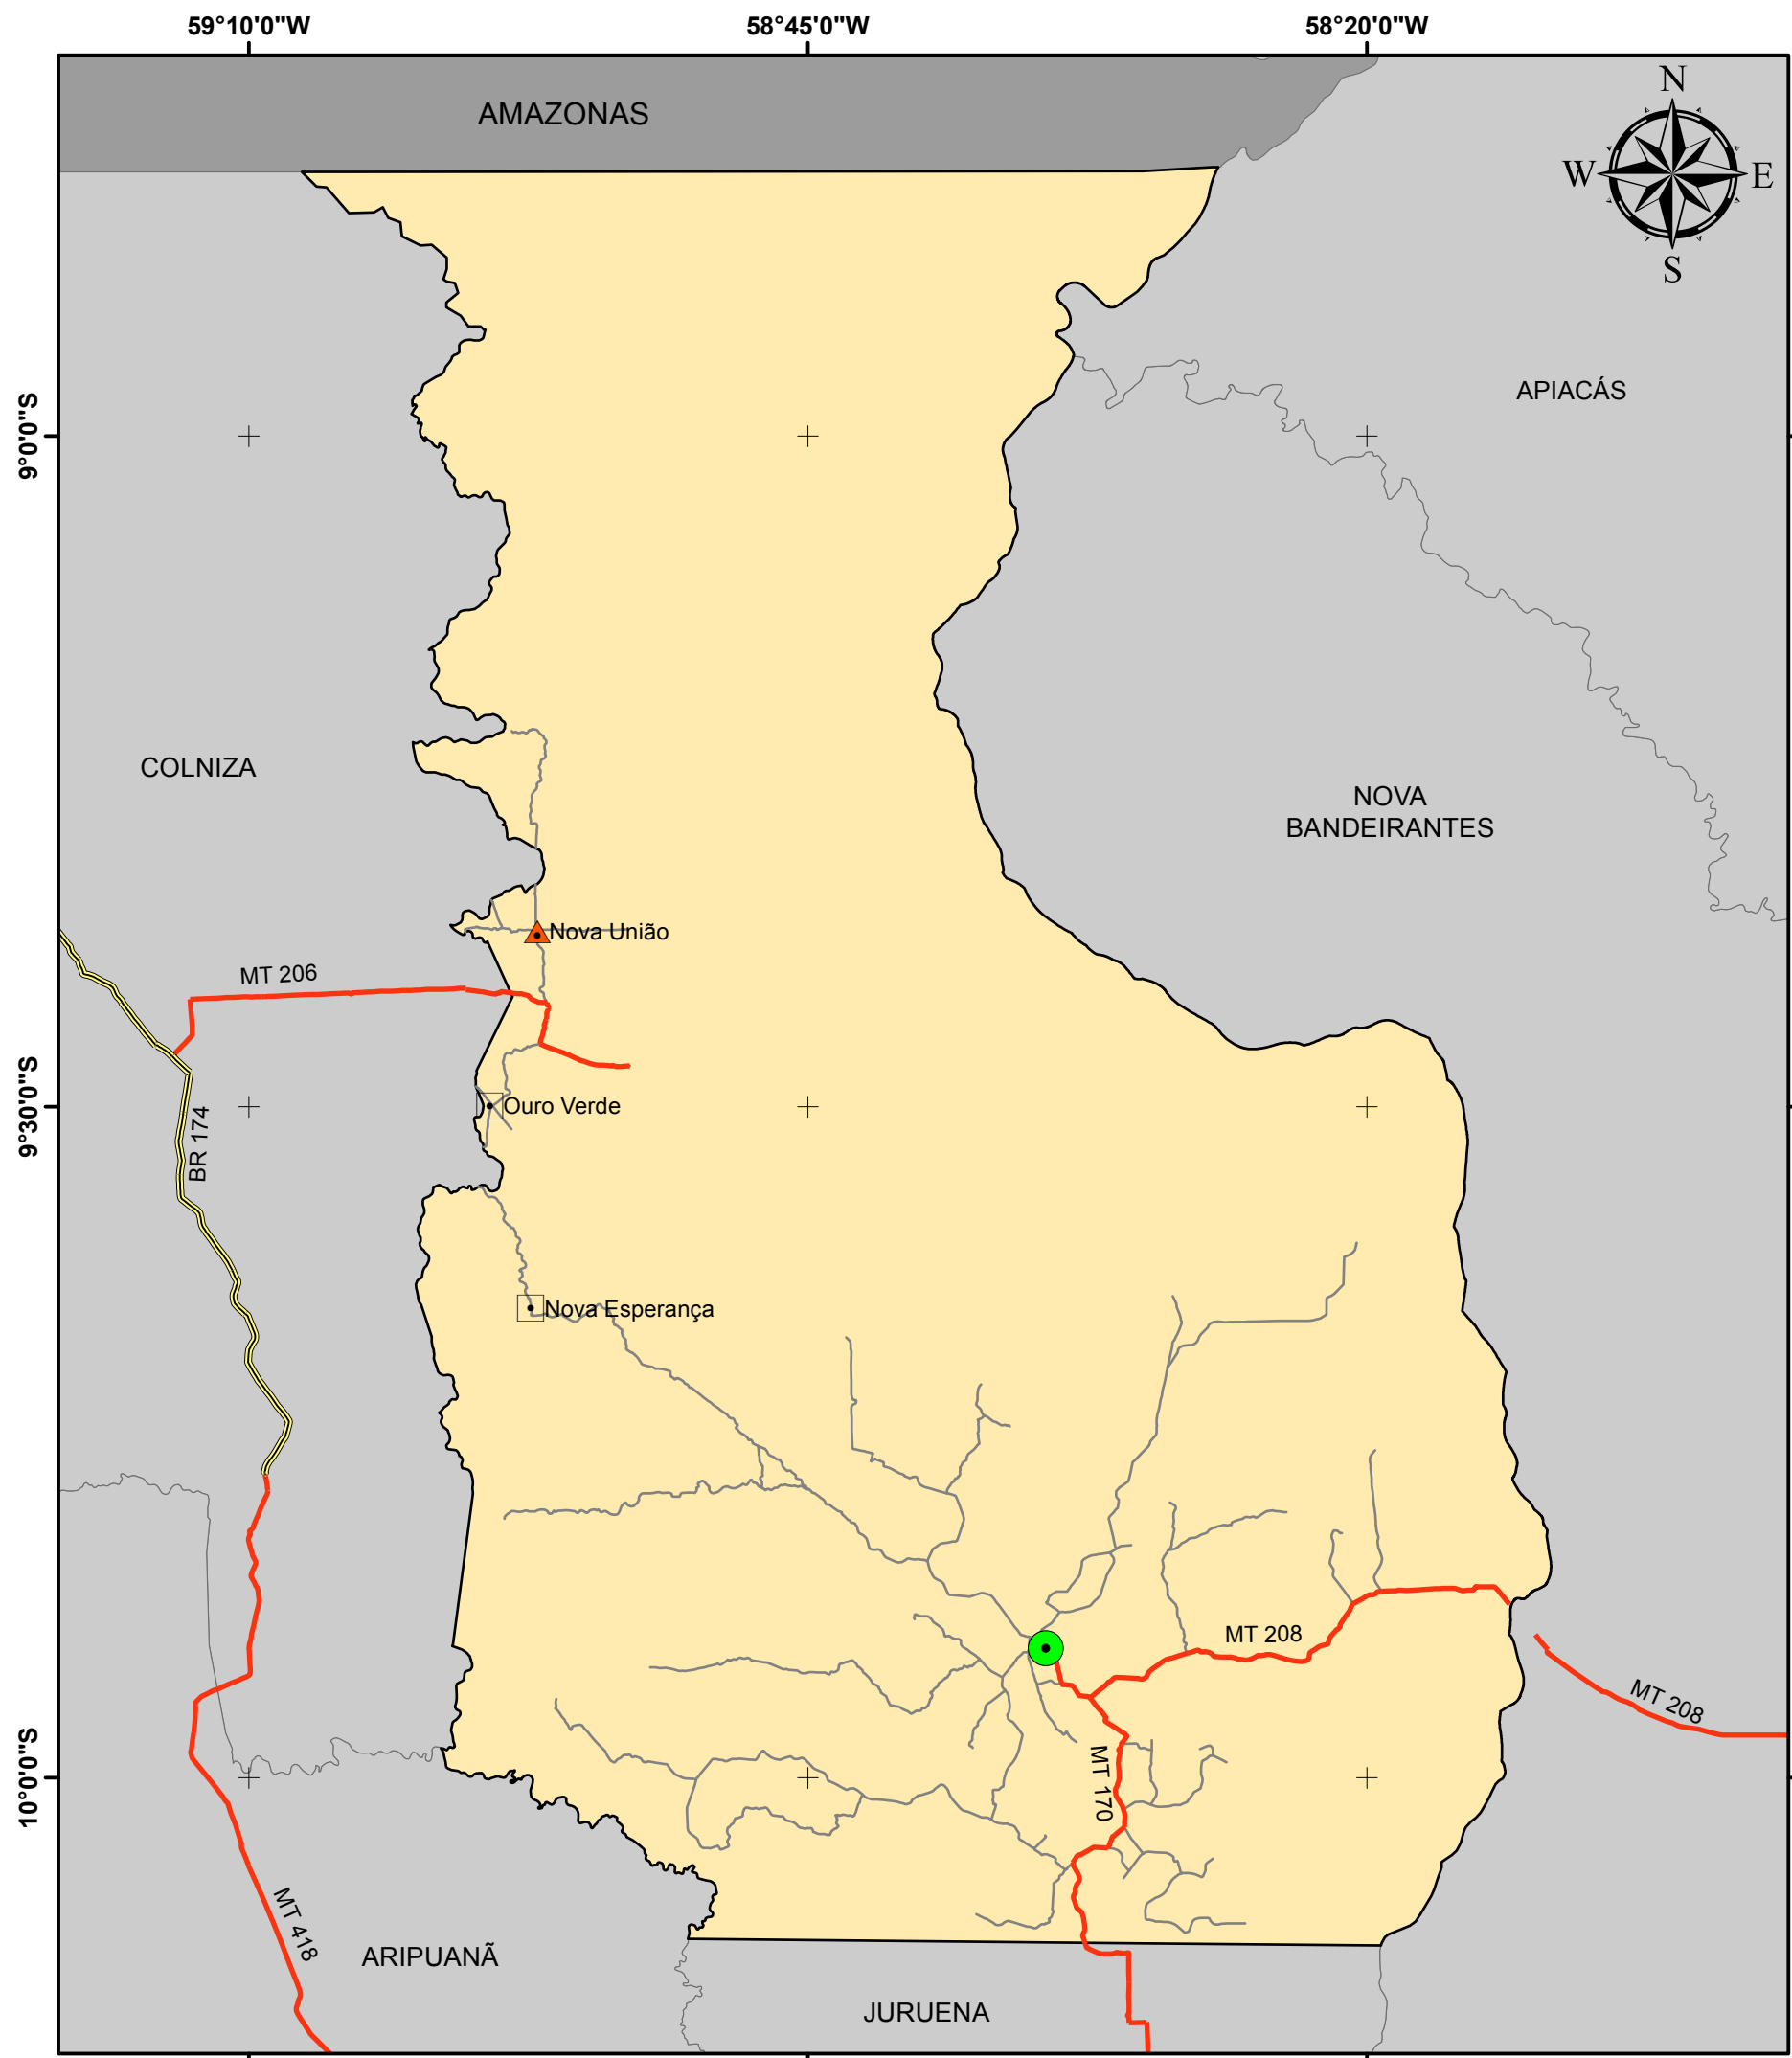 59°10'0"W
58°45'0"W
58°20'0"W
AMAZONAS
N
W
E
S
APIACÁS
9°0'0"S
COLNIZA
NOVA
BANDEIRANTES
Nova União
MT 206
9°30'0"S
Ouro Verde
BR 174
Nova Esperança
MT 208
MT 208
10°0'0"S
MT 170
MT 418
ARIPUANÃ
JURUENA